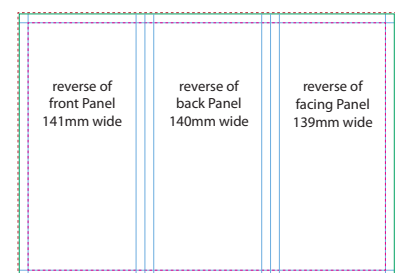 reverse of
front Panel
141mm wide
reverse of
back Panel
140mm wide
reverse of
facing Panel
139mm wide